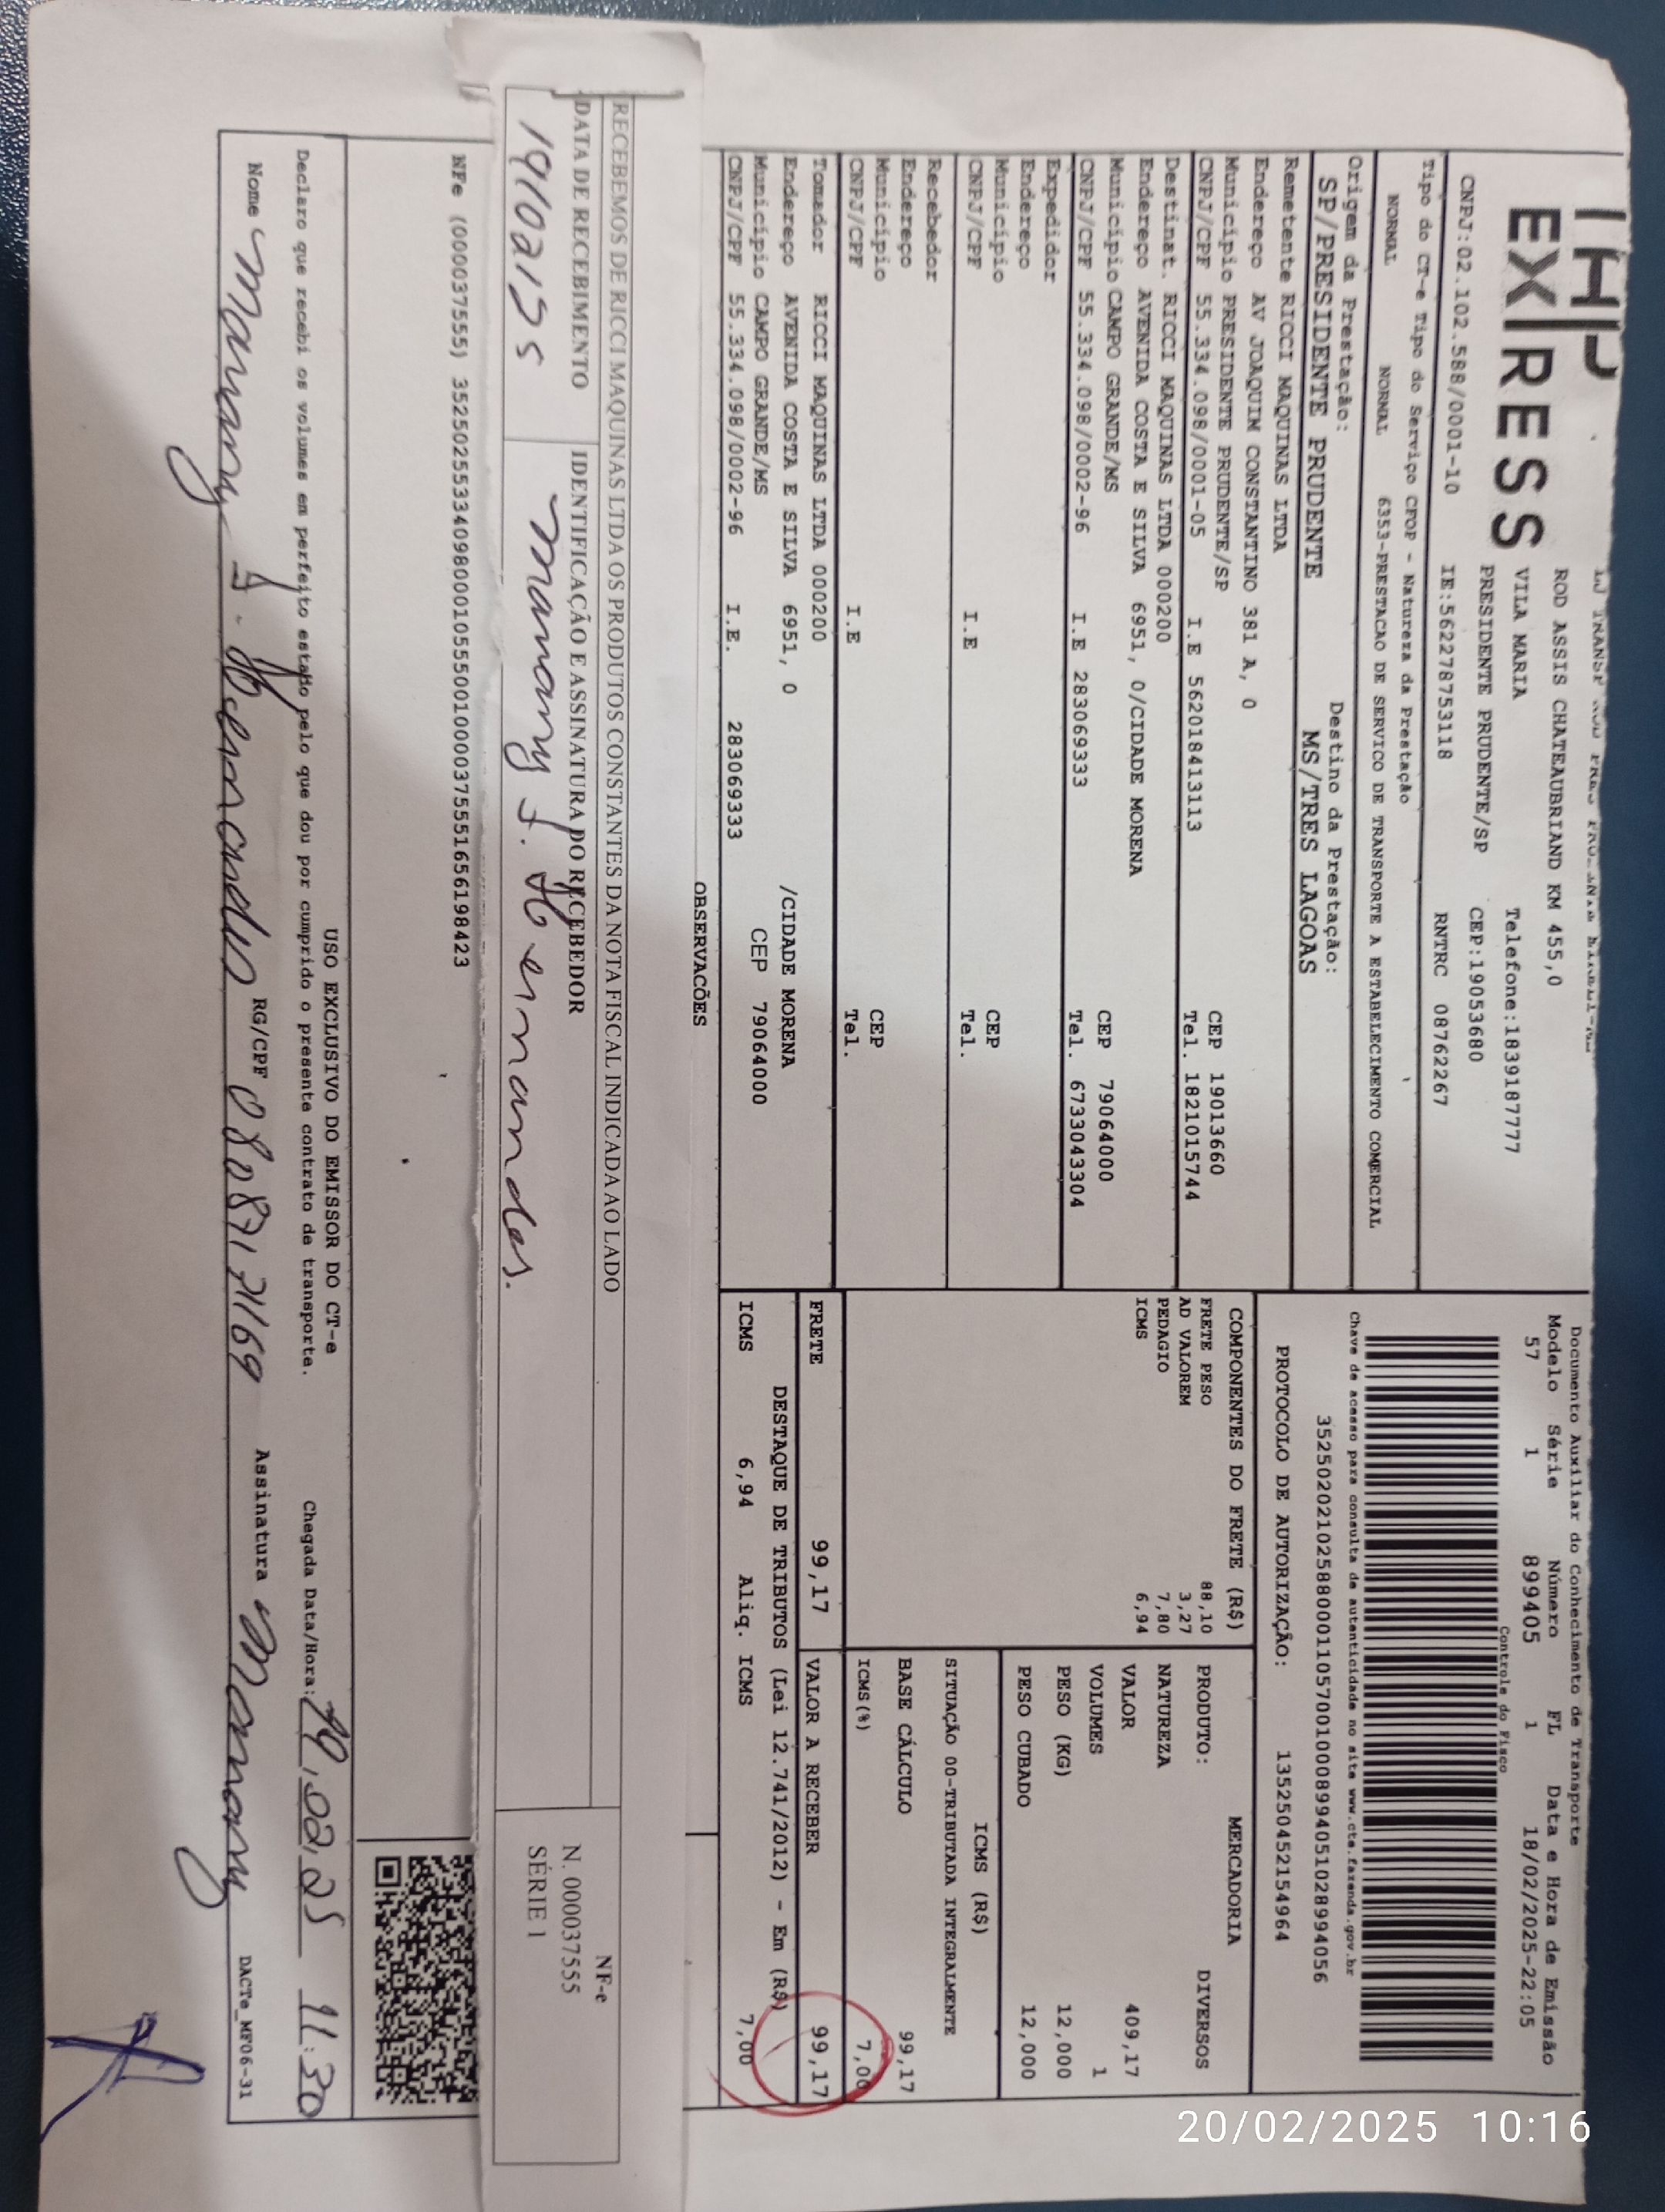 EXPRESS
ROD ASSIS CHATEAUBRIAND KM 455,0
VILA MARIA Telefone:1839187777
PRESIDENTE PRUDENTE/SP CEP:19053680
CNPJ:02.102.588/0001-10 IE:562278753118 RNTRC 08762267
Tipo do CT-e Tipo do Serviço CFOP - Natureza da Prestação
NORMAL NORMAL 6353-PRESTACAO DE SERVICO DE TRANSPORTE A ESTABELECIMENTO COMERCIAL
Origem da Prestação: Destino da Prestação:
SP/PRESIDENTE PRUDENTE MS/TRES LAGOAS
Remetente RICCI MAQUINAS LTDA
Endereço AV JOAQUIM CONSTANTINO 381 A, 0
Município PRESIDENTE PRUDENTE/SP CEP 19013660
CNPJ/CPF 55.334.098/0001-05 I.E 562018413113 Tel. 1821015744
Destinat. RICCI MAQUINAS LTDA 000200
Endereço AVENIDA COSTA E SILVA 6951, 0/CIDADE MORENA
Município CAMPO GRANDE/MS CEP 79064000
CNPJ/CPF 55.334.098/0002-96 I.E 283069333 Tel. 6733043304
Expedidor
Endereço
Município CEP
CNPJ/CPF I.E Tel.
Recebedor
Endereço
Município CEP
CNPJ/CPF I.E Tel.
Tomador RICCI MAQUINAS LTDA 000200
Endereço AVENIDA COSTA E SILVA 6951, 0 /CIDADE MORENA
Município CAMPO GRANDE/MS CEP 79064000
CNPJ/CPF 55.334.098/0002-96 I.E. 283069333
Documento Auxiliar do Conhecimento de Transporte
Modelo Série Número FL Data e Hora de Emissão
57 1 899405 1 18/02/2025-22:05
Controle do Fisco
Chave de acesso para consulta de autenticidade no site www.cte.fazenda.gov.br
35250202102588000110570010008994051028994056
PROTOCOLO DE AUTORIZAÇÃO: 135250452154964
COMPONENTES DO FRETE (R$)
FRETE PESO 88,10
AD VALOREM 3,27
PEDAGIO 7,80
ICMS 6,94
MERCADORIA
PRODUTO: DIVERSOS
NATUREZA
VALOR 409,17
VOLUMES 1
PESO (KG) 12,000
PESO CUBADO 12,000
ICMS (R$)
SITUAÇÃO 00-TRIBUTADA INTEGRALMENTE
BASE CÁLCULO 99,17
ICMS(%) 7,00
FRETE 99,17 VALOR A RECEBER 99,17
DESTAQUE DE TRIBUTOS (Lei 12.741/2012) - Em (R$)
ICMS 6,94 Aliq. ICMS 7,00
OBSERVAÇÕES
RECEBEMOS DE RICCI MAQUINAS LTDA OS PRODUTOS CONSTANTES DA NOTA FISCAL INDICADA AO LADO
DATA DE RECEBIMENTO IDENTIFICAÇÃO E ASSINATURA DO RECEBEDOR
NF-e
N. 000037555
SÉRIE 1
NFe (000037555) 35250255334098000105550010000375551656198423
USO EXCLUSIVO DO EMISSOR DO CT-e
Declaro que recebi os volumes em perfeito estado pelo que dou por cumprido o presente contrato de transporte. Chegada Data/Hora: 19,02,25 11:30
Nome RG/CPF Assinatura
DACTe_MF06-31
20/02/2025 10:16